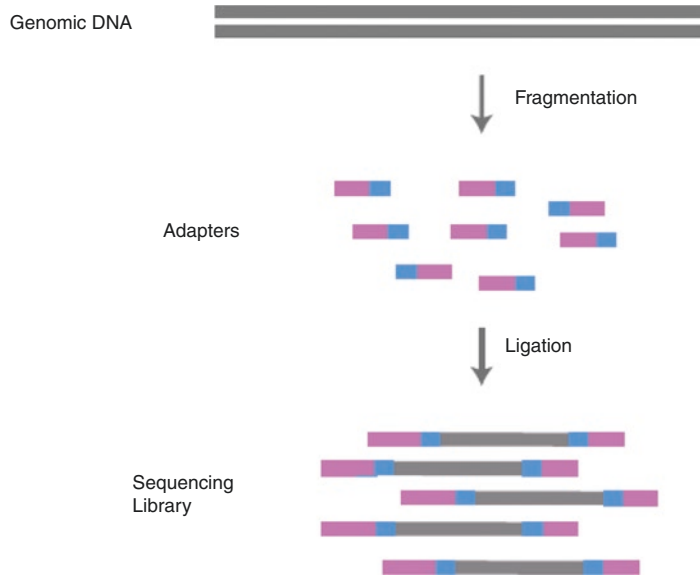 Genomic DNA
Fragmentation
Adapters
Ligation
Sequencing
Library